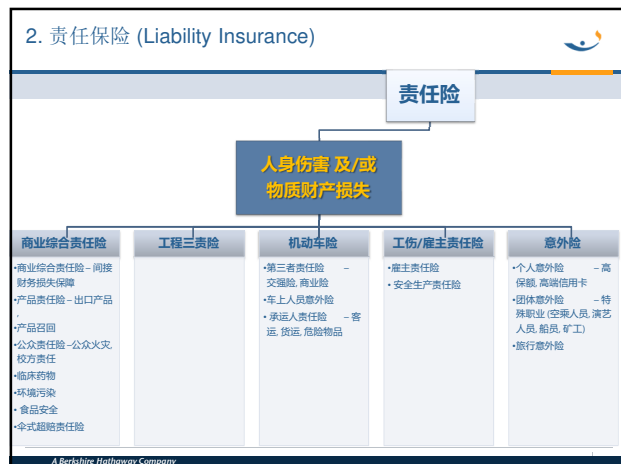 2. 责任保险 (Liability Insurance)
责任险
人身伤害 及/或
物质财产损失
商业综合责任险
•商业综合责任险 – 间接
财务损失保障
•产品责任险 – 出口产品
,
•产品召回
•公众责任险 –公众火灾,
校方责任
•临床药物
•环境污染
• 食品安全
•伞式超赔责任险
工程三责险
机动车险
•第三者责任险 –
交强险, 商业险
•车上人员意外险
• 承运人责任险 – 客
运, 货运, 危险物品
工伤/雇主责任险
•雇主责任险
• 安全生产责任险
意外险
•个人意外险 – 高
保额, 高端信用卡
•团体意外险 – 特
殊职业 (空乘人员, 演艺
人员, 船员, 矿工)
•旅行意外险
A Berkshire Hathaway Company